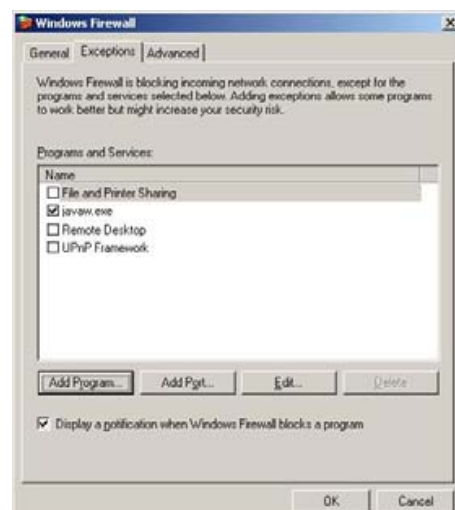 Windows Firewall
General Exceptions Advanced
Windows Firewall is blocking incoming network connections, except for the
programs and services selected below. Adding exceptions allows some programs
to work better but might increase your security risk.
Programs and Services:
Name
File and Printer Sharing
javaw.exe
Remote Desktop
UPnP Framework
Add Program... Add Port... Edit... Delete
Display a notification when Windows Firewall blocks a program
OK Cancel